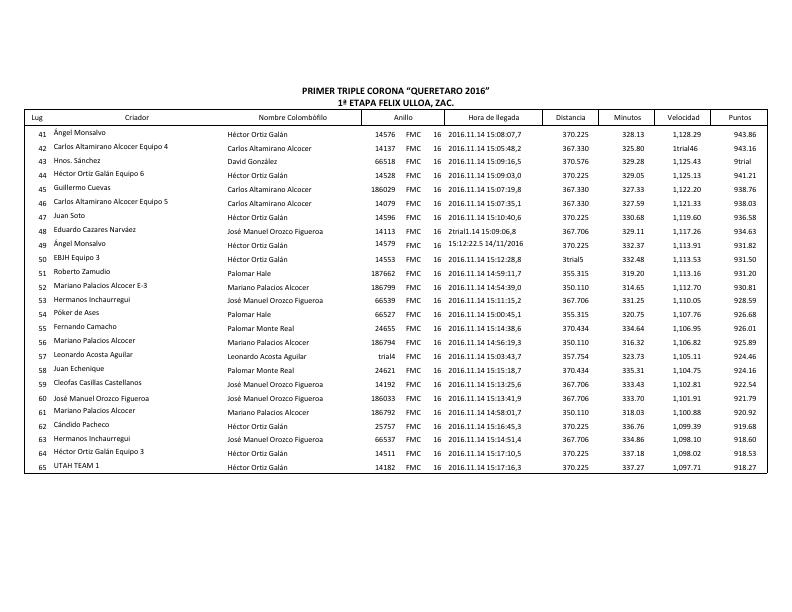 PRIMER TRIPLE CORONA “QUERETARO 2016”
1ª ETAPA FELIX ULLOA, ZAC.
Lug Criador Nombre Colombófilo Anillo Hora de llegada Distancia Minutos Velocidad Puntos
41 Ángel Monsalvo Héctor Ortiz Galán 14576 FMC 16 2016.11.14 15:08:07,7 370.225 328.13 1,128.29 943.86
42 Carlos Altamirano Alcocer Equipo 4 Carlos Altamirano Alcocer 14137 FMC 16 2016.11.14 15:05:48,2 367.330 325.80 1trial46 943.16
43 Hnos. Sánchez David González 66518 FMC 16 2016.11.14 15:09:16,5 370.576 329.28 1,125.43 9trial
44 Héctor Ortiz Galán Equipo 6 Héctor Ortiz Galán 14528 FMC 16 2016.11.14 15:09:03,0 370.225 329.05 1,125.13 941.21
45 Guillermo Cuevas Carlos Altamirano Alcocer 186029 FMC 16 2016.11.14 15:07:19,8 367.330 327.33 1,122.20 938.76
46 Carlos Altamirano Alcocer Equipo 5 Carlos Altamirano Alcocer 14079 FMC 16 2016.11.14 15:07:35,1 367.330 327.59 1,121.33 938.03
47 Juan Soto Héctor Ortiz Galán 14596 FMC 16 2016.11.14 15:10:40,6 370.225 330.68 1,119.60 936.58
48 Eduardo Cazares Narváez José Manuel Orozco Figueroa 14113 FMC 16 2trial1.14 15:09:06,8 367.706 329.11 1,117.26 934.63
49 Ángel Monsalvo Héctor Ortiz Galán 14579 FMC 16 15:12:22.5 14/11/2016 370.225 332.37 1,113.91 931.82
50 EBJH Equipo 3 Héctor Ortiz Galán 14553 FMC 16 2016.11.14 15:12:28,8 3trial5 332.48 1,113.53 931.50
51 Roberto Zamudio Palomar Hale 187662 FMC 16 2016.11.14 14:59:11,7 355.315 319.20 1,113.16 931.20
52 Mariano Palacios Alcocer E-3 Mariano Palacios Alcocer 186799 FMC 16 2016.11.14 14:54:39,0 350.110 314.65 1,112.70 930.81
53 Hermanos Inchaurregui José Manuel Orozco Figueroa 66539 FMC 16 2016.11.14 15:11:15,2 367.706 331.25 1,110.05 928.59
54 Póker de Ases Palomar Hale 66527 FMC 16 2016.11.14 15:00:45,1 355.315 320.75 1,107.76 926.68
55 Fernando Camacho Palomar Monte Real 24655 FMC 16 2016.11.14 15:14:38,6 370.434 334.64 1,106.95 926.01
56 Mariano Palacios Alcocer Mariano Palacios Alcocer 186794 FMC 16 2016.11.14 14:56:19,3 350.110 316.32 1,106.82 925.89
57 Leonardo Acosta Aguilar Leonardo Acosta Aguilar trial4 FMC 16 2016.11.14 15:03:43,7 357.754 323.73 1,105.11 924.46
58 Juan Echenique Palomar Monte Real 24621 FMC 16 2016.11.14 15:15:18,7 370.434 335.31 1,104.75 924.16
59 Cleofas Casillas Castellanos José Manuel Orozco Figueroa 14192 FMC 16 2016.11.14 15:13:25,6 367.706 333.43 1,102.81 922.54
60 José Manuel Orozco Figueroa José Manuel Orozco Figueroa 186033 FMC 16 2016.11.14 15:13:41,9 367.706 333.70 1,101.91 921.79
61 Mariano Palacios Alcocer Mariano Palacios Alcocer 186792 FMC 16 2016.11.14 14:58:01,7 350.110 318.03 1,100.88 920.92
62 Cándido Pacheco Héctor Ortiz Galán 25757 FMC 16 2016.11.14 15:16:45,3 370.225 336.76 1,099.39 919.68
63 Hermanos Inchaurregui José Manuel Orozco Figueroa 66537 FMC 16 2016.11.14 15:14:51,4 367.706 334.86 1,098.10 918.60
64 Héctor Ortiz Galán Equipo 3 Héctor Ortiz Galán 14511 FMC 16 2016.11.14 15:17:10,5 370.225 337.18 1,098.02 918.53
65 UTAH TEAM 1 Héctor Ortiz Galán 14182 FMC 16 2016.11.14 15:17:16,3 370.225 337.27 1,097.71 918.27